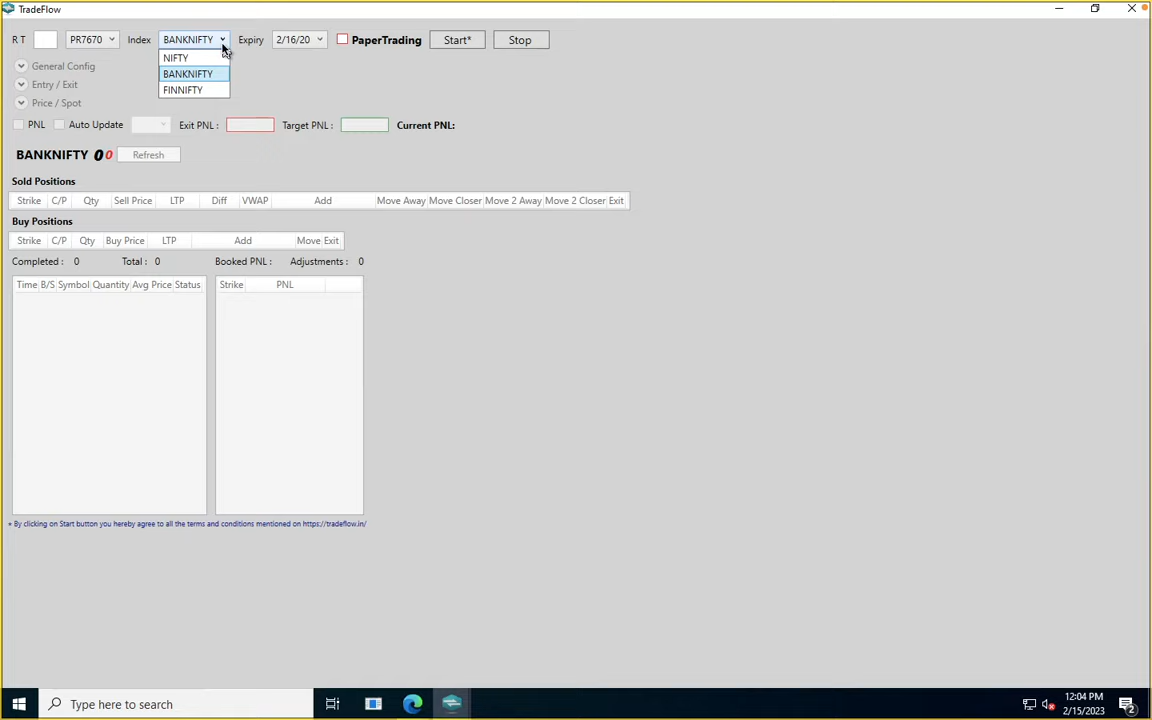 TradeFlow
R T PR7670 Index BANKNIFTY Expiry 2/16/20 PaperTrading Start* Stop
NIFTY
BANKNIFTY
FINNIFTY
General Config
Entry / Exit
Price / Spot
PNL Auto Update Exit PNL : Target PNL : Current PNL:
BANKNIFTY 0 0 Refresh
Sold Positions
Strike C/P Qty Sell Price LTP Diff VWAP Add Move Away Move Closer Move 2 Away Move 2 Closer Exit
Buy Positions
Strike C/P Qty Buy Price LTP Add Move Exit
Completed : 0 Total : 0 Booked PNL : Adjustments : 0
Time B/S Symbol Quantity Avg Price Status Strike PNL
* By clicking on Start button you hereby agree to all the terms and conditions mentioned on https://tradeflow.in/
Type here to search
12:04 PM
2/15/2023
2